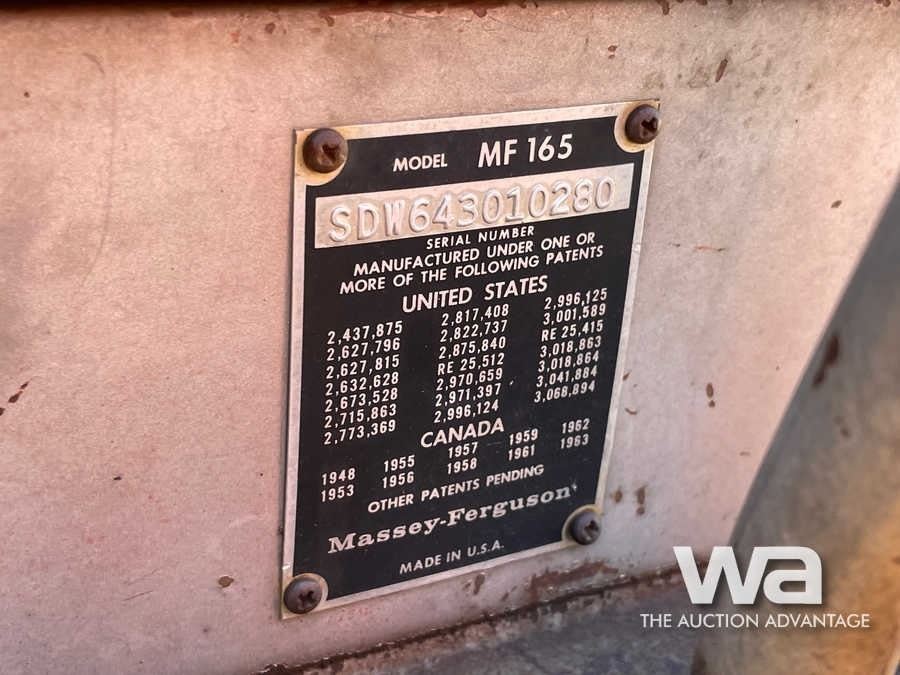 MODEL MF 165
SDW643010280
SERIAL NUMBER
MANUFACTURED UNDER ONE OR
MORE OF THE FOLLOWING PATENTS
UNITED STATES
2,437,875 2,817,408 2,996,125
2,627,796 2,822,737 3,001,589
2,627,815 2,875,840 RE 25,415
2,632,628 RE 25,512 3,018,863
2,673,528 2,970,659 3,018,864
2,715,863 2,971,397 3,041,884
2,773,369 2,996,124 3,068,894
CANADA
1948 1955 1957 1959 1962
1953 1956 1958 1961 1963
OTHER PATENTS PENDING
Massey-Ferguson
MADE IN U.S.A.
wa
THE AUCTION ADVANTAGE